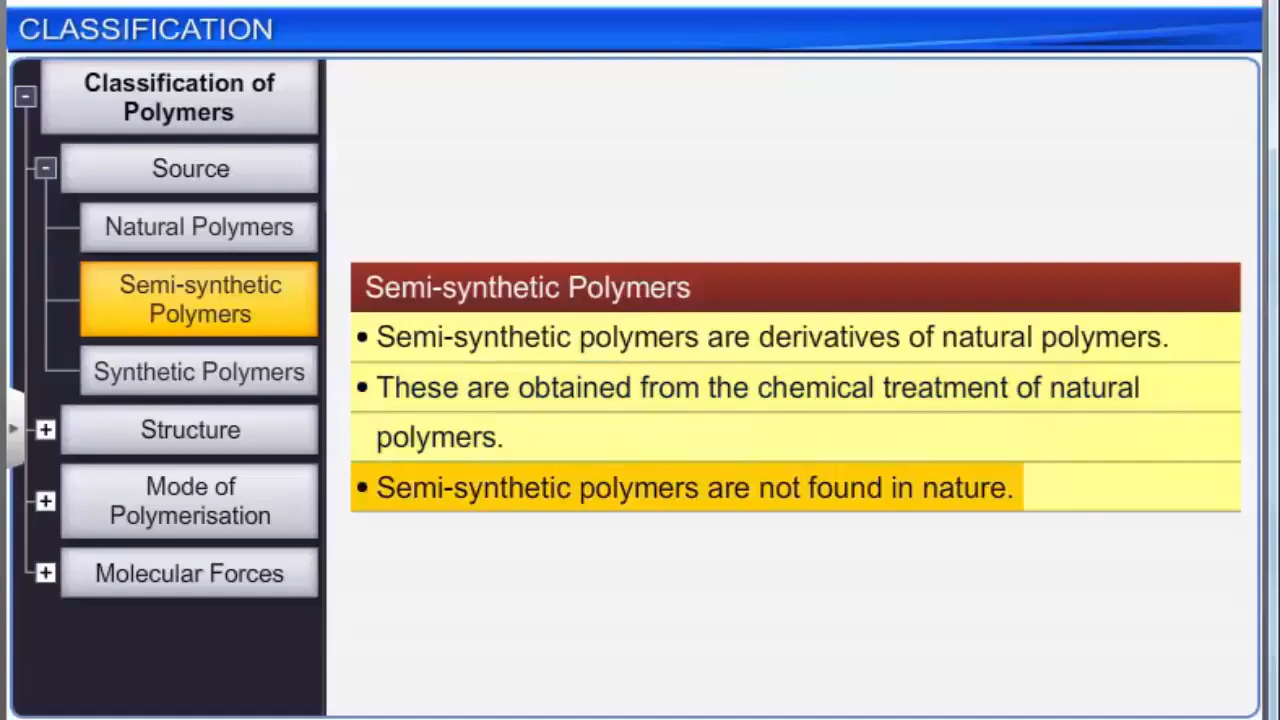 CLASSIFICATION
Classification of
Polymers
Source
Natural Polymers
Semi-synthetic
Polymers
Synthetic Polymers
Structure
Mode of
Polymerisation
Molecular Forces
Semi-synthetic Polymers
• Semi-synthetic polymers are derivatives of natural polymers.
• These are obtained from the chemical treatment of natural
polymers.
• Semi-synthetic polymers are not found in nature.